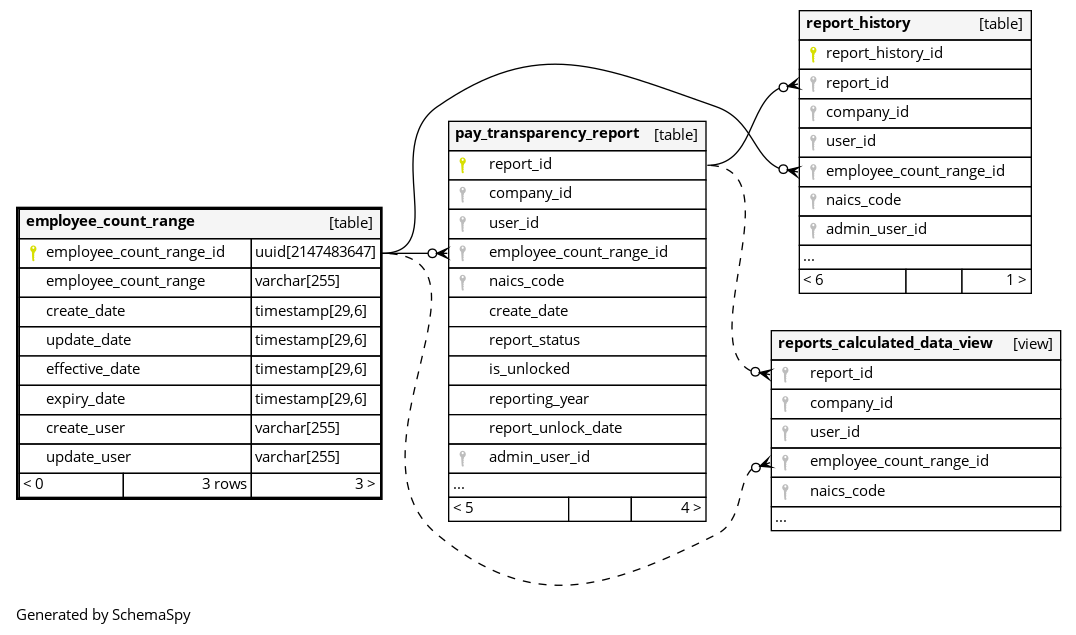 employee_count_range [table]
employee_count_range_id uuid[2147483647]
employee_count_range varchar[255]
create_date timestamp[29,6]
update_date timestamp[29,6]
effective_date timestamp[29,6]
expiry_date timestamp[29,6]
create_user varchar[255]
update_user varchar[255]
< 0 3 rows 3 >
pay_transparency_report [table]
report_id
company_id
user_id
employee_count_range_id
naics_code
create_date
report_status
is_unlocked
reporting_year
report_unlock_date
admin_user_id
...
< 5 4 >
report_history [table]
report_history_id
report_id
company_id
user_id
employee_count_range_id
naics_code
admin_user_id
...
< 6 1 >
reports_calculated_data_view [view]
report_id
company_id
user_id
employee_count_range_id
naics_code
...
Generated by SchemaSpy